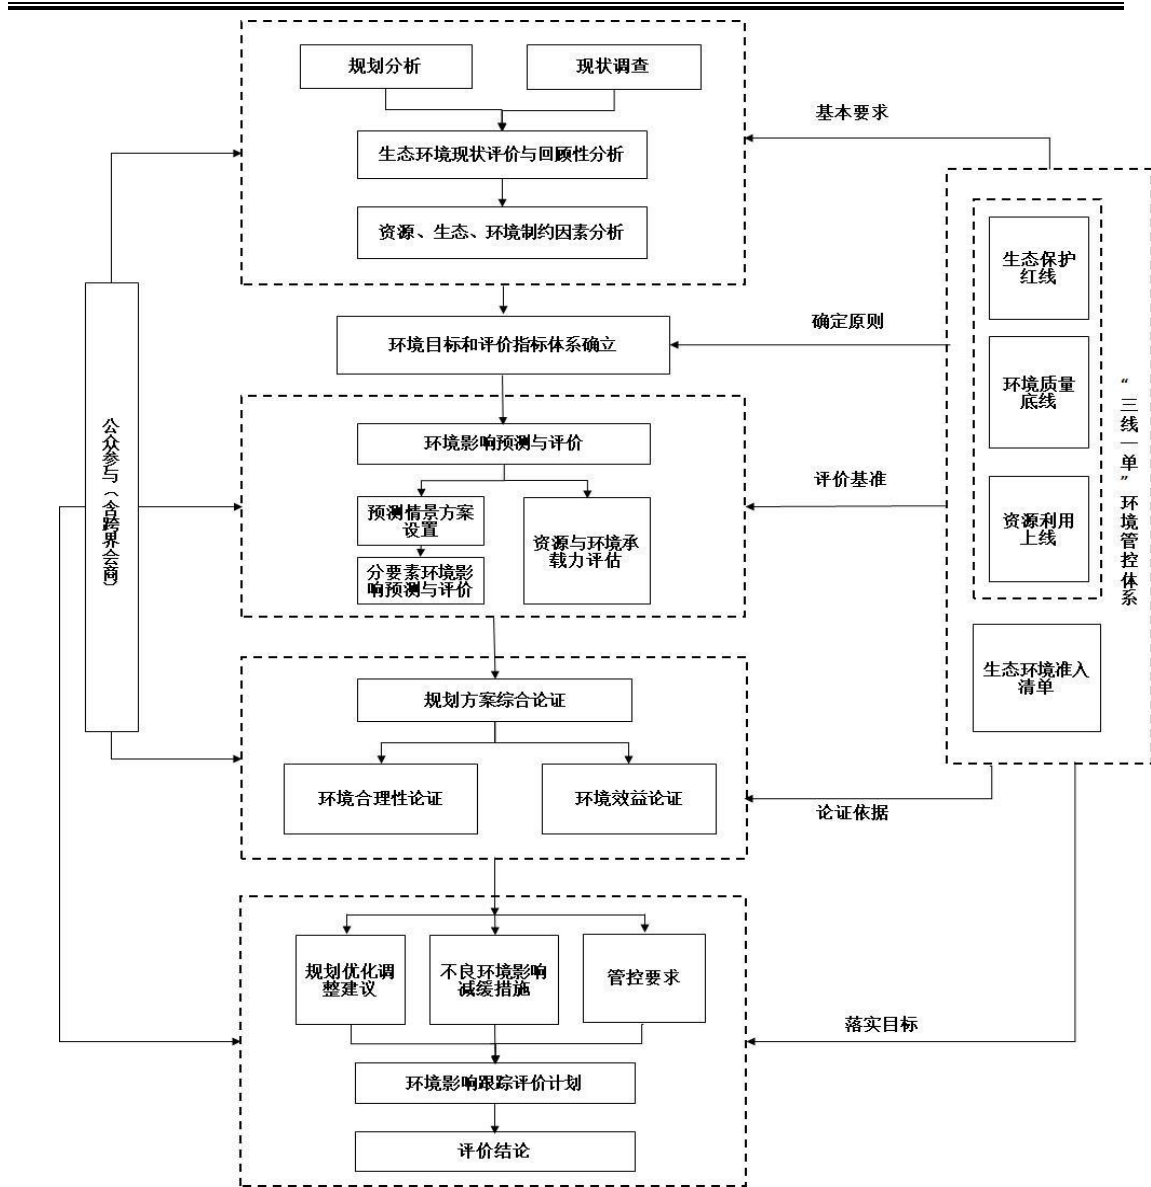 规划分析
现状调查
基本要求
生态环境现状评价与回顾性分析
资源、生态、环境制约因素分析
生态保护
红线
确定原则
环境目标和评价指标体系确立
环境质量
底线
“三线一单”环境管控体系
公众参与（含跨界会商）
环境影响预测与评价
评价基准
预测情景方案
设置
资源与环境承
载力评估
资源利用
上线
分要素环境影
响预测与评价
生态环境准入
清单
规划方案综合论证
环境合理性论证
环境效益论证
论证依据
规划优化调
整建议
不良环境影响
减缓措施
管控要求
落实目标
环境影响跟踪评价计划
评价结论